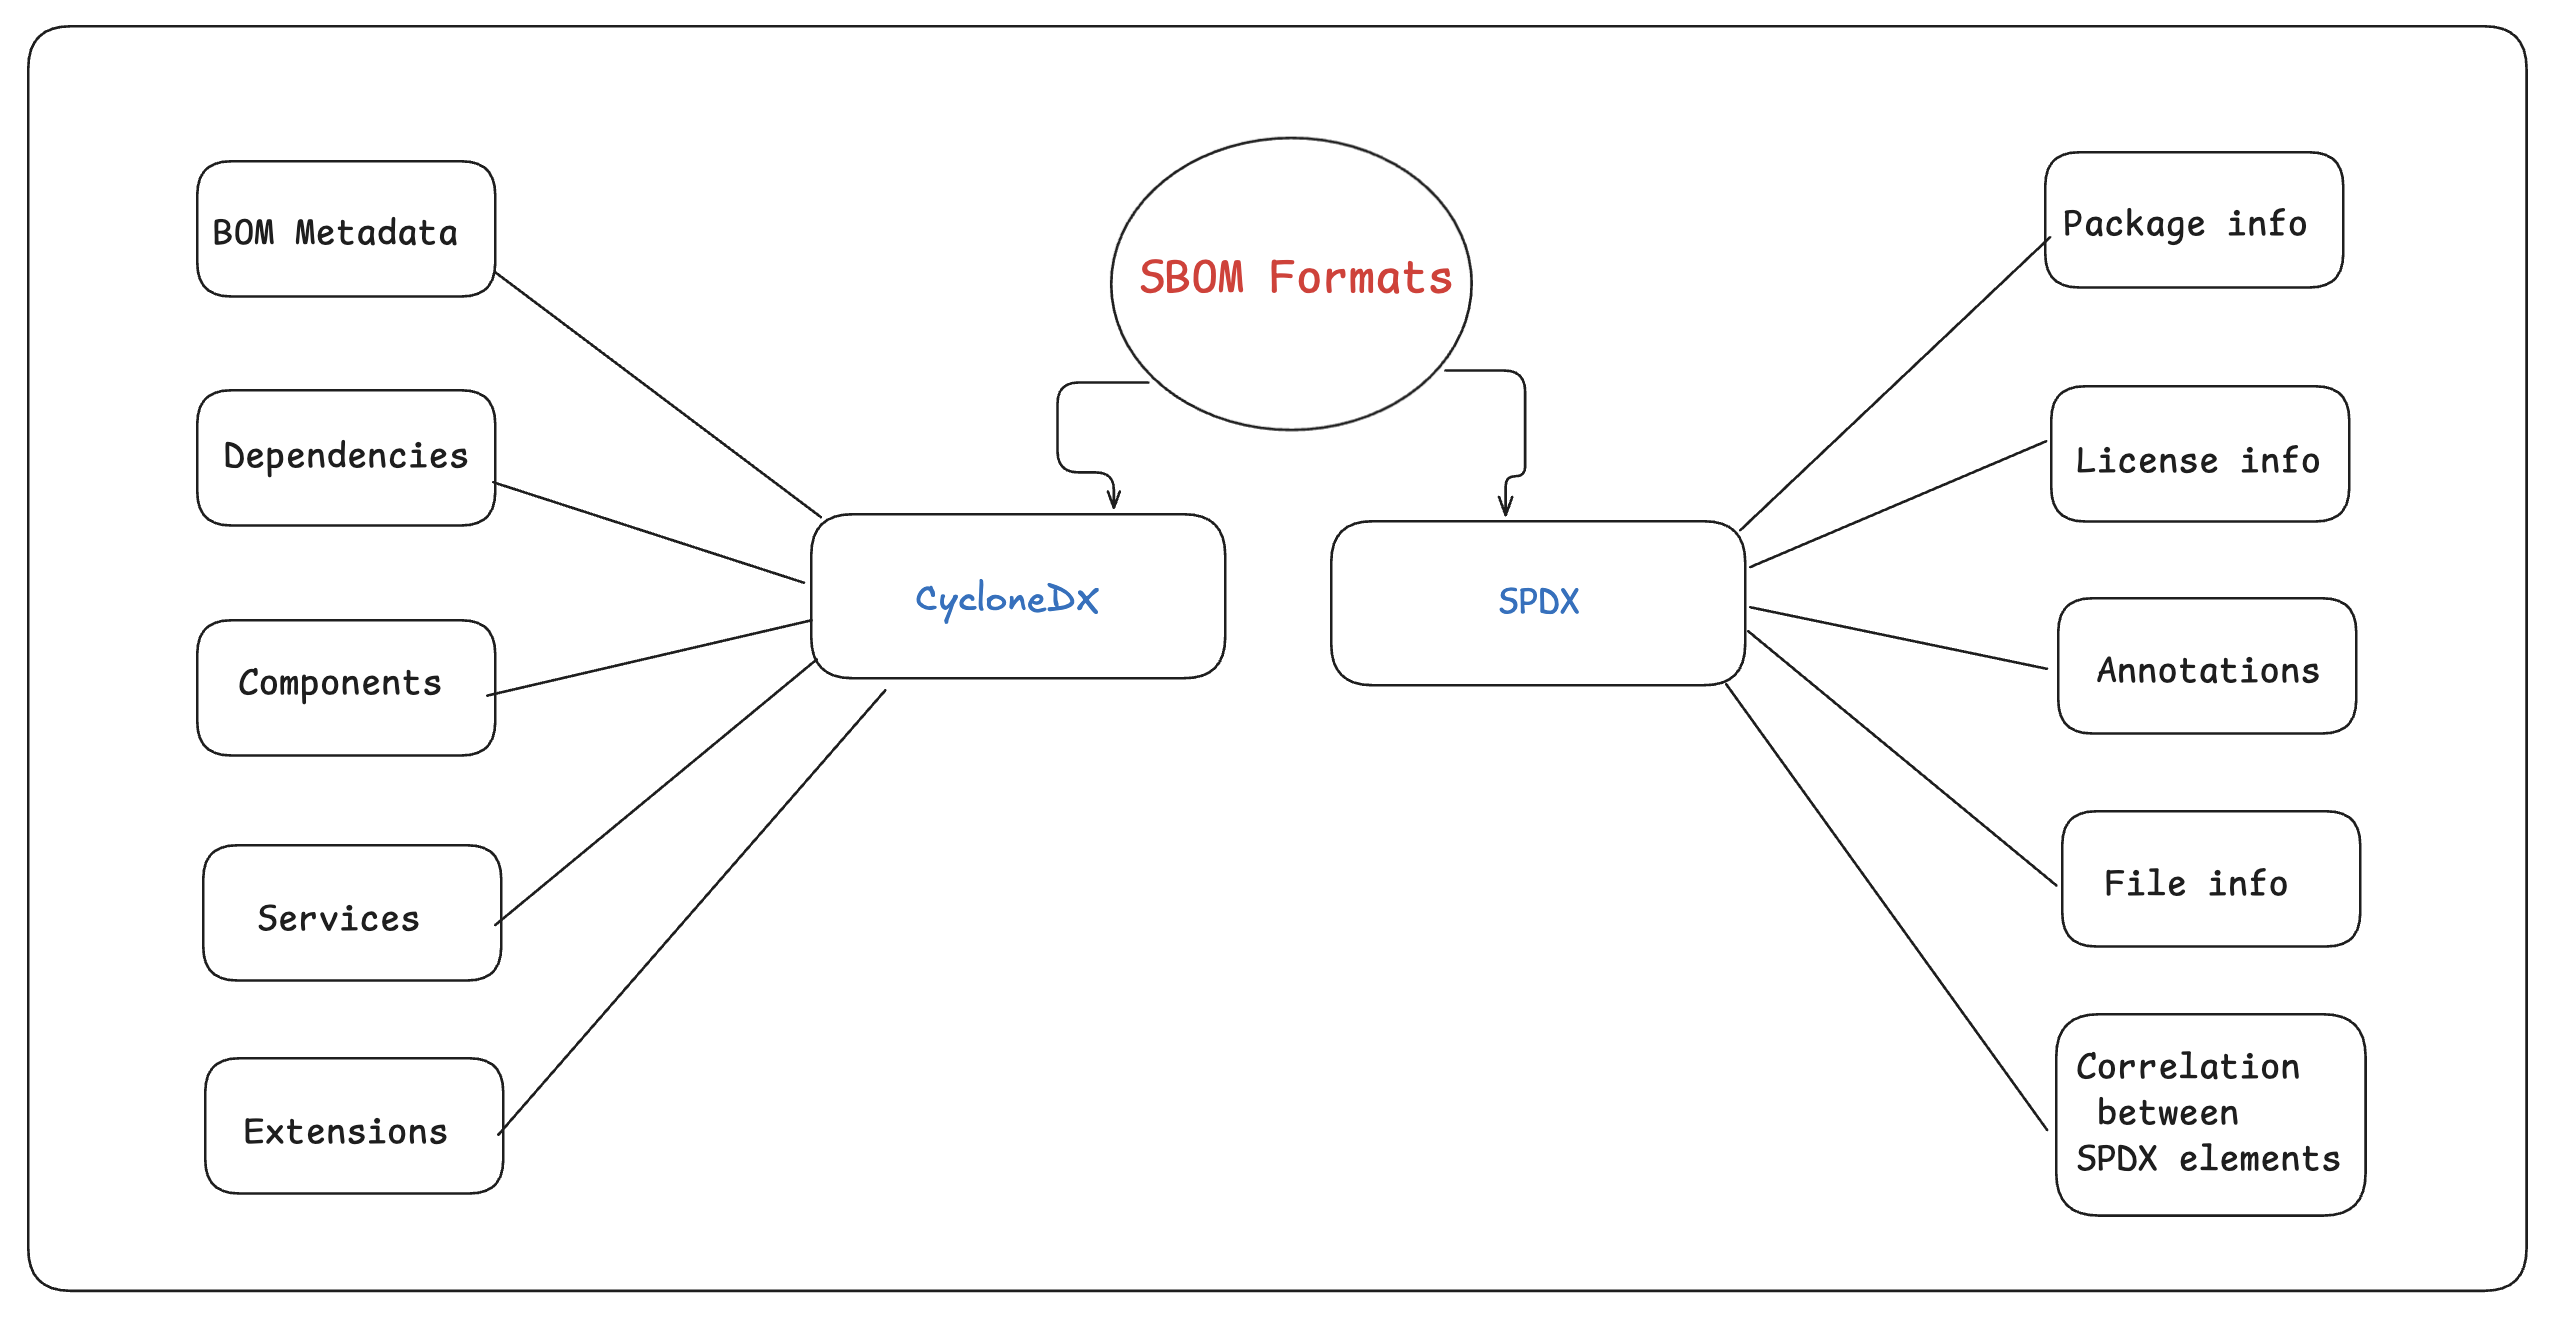 SBOM Formats
CycloneDX
SPDX
BOM Metadata
Dependencies
Components
Services
Extensions
Package info
License info
Annotations
File info
Correlation
between
SPDX elements